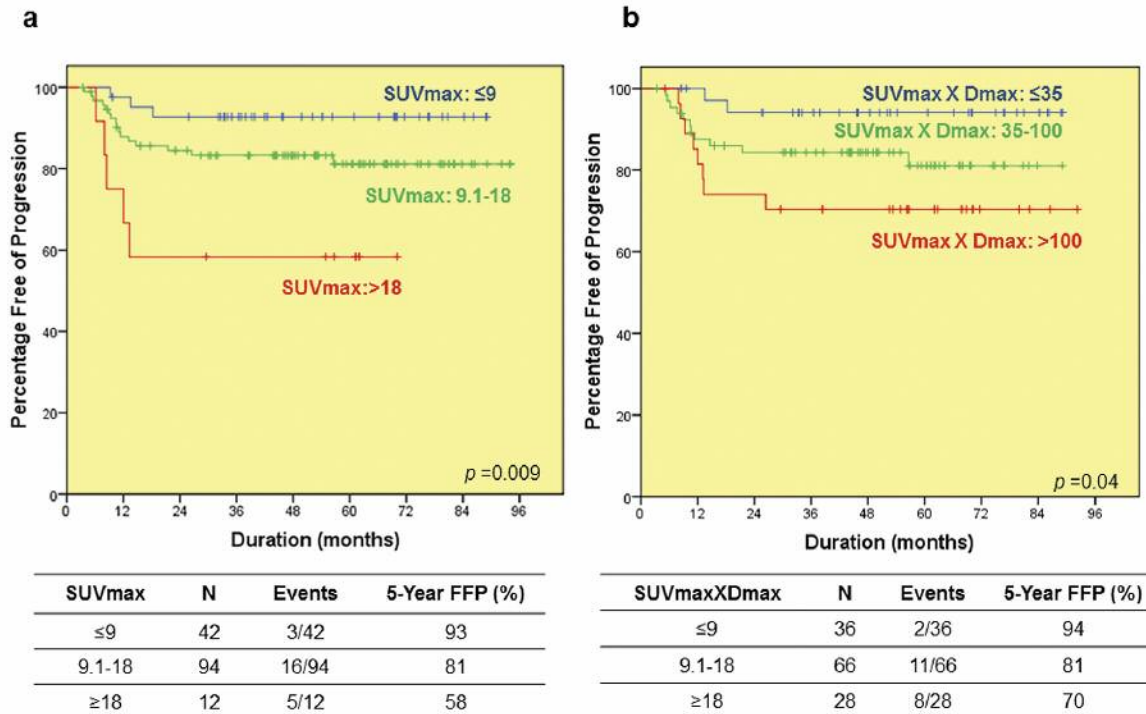 a
Percentage Free of Progression
100
80
60
40
20
0
SUVmax: ≤9
SUVmax: 9.1-18
SUVmax:>18
p =0.009
0 12 24 36 48 60 72 84 96
Duration (months)
SUVmax N Events 5-Year FFP (%)
≤9 42 3/42 93
9.1-18 94 16/94 81
≥18 12 5/12 58
b
Percentage Free of Progression
100
80
60
40
20
0
SUVmax X Dmax: ≤35
SUVmax X Dmax: 35-100
SUVmax X Dmax: >100
p =0.04
0 12 24 36 48 60 72 84 96
Duration (months)
SUVmaxXDmax N Events 5-Year FFP (%)
≤9 36 2/36 94
9.1-18 66 11/66 81
≥18 28 8/28 70